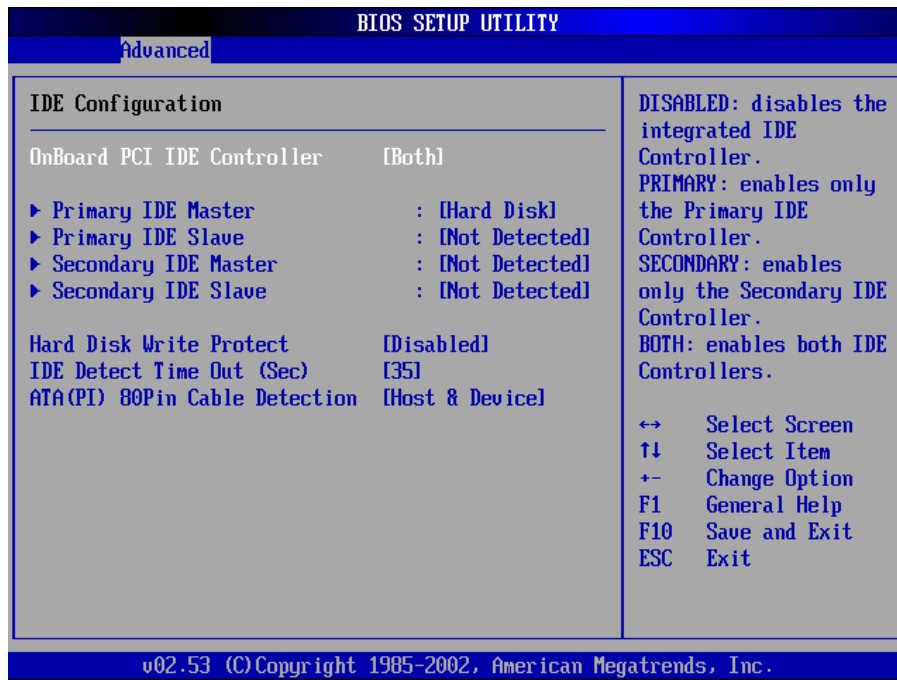 BIOS SETUP UTILITY
Advanced
IDE Configuration
OnBoard PCI IDE Controller [Both]
Primary IDE Master : [Hard Disk]
Primary IDE Slave : [Not Detected]
Secondary IDE Master : [Not Detected]
Secondary IDE Slave : [Not Detected]
Hard Disk Write Protect [Disabled]
IDE Detect Time Out (Sec) [35]
ATA(PI) 80Pin Cable Detection [Host & Device]
DISABLED: disables the
integrated IDE
Controller.
PRIMARY: enables only
the Primary IDE
Controller.
SECONDARY: enables
only the Secondary IDE
Controller.
BOTH: enables both IDE
Controllers.
↔ Select Screen
↑↓ Select Item
+- Change Option
F1 General Help
F10 Save and Exit
ESC Exit
v02.53 (C)Copyright 1985-2002, American Megatrends, Inc.